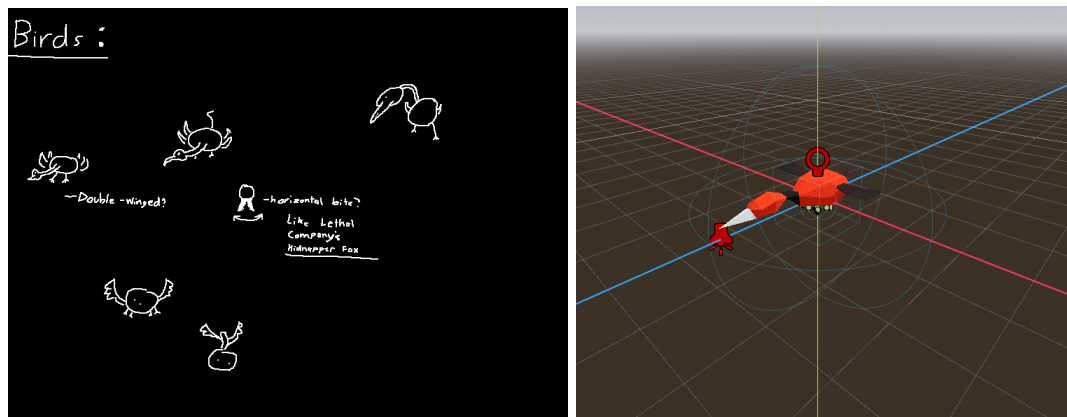 Birds:
-Double-winged?
-horizontal bite?
Like Lethal
Company's
Kidnapper Fox